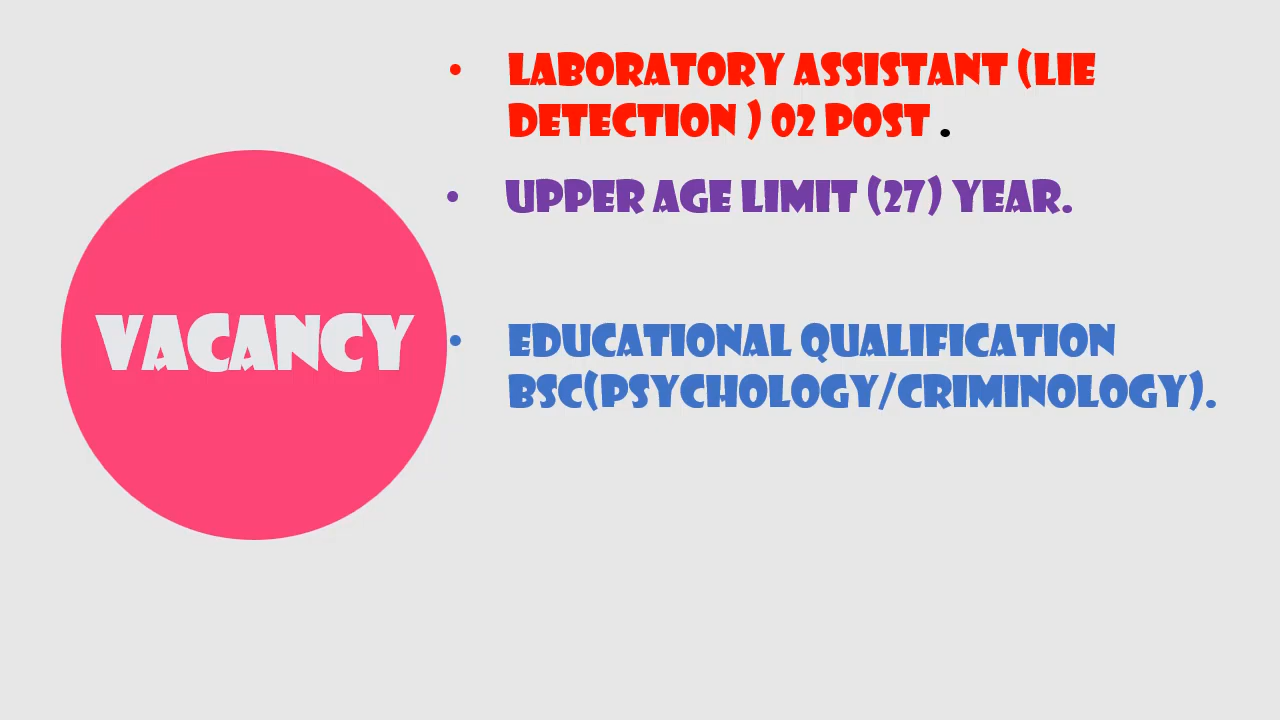 VACANCY
• LABORATORY ASSISTANT (LIE
DETECTION ) 02 POST .
• UPPER AGE LIMIT (27) YEAR.
• EDUCATIONAL QUALIFICATION
BSC(PSYCHOLOGY/CRIMINOLOGY).